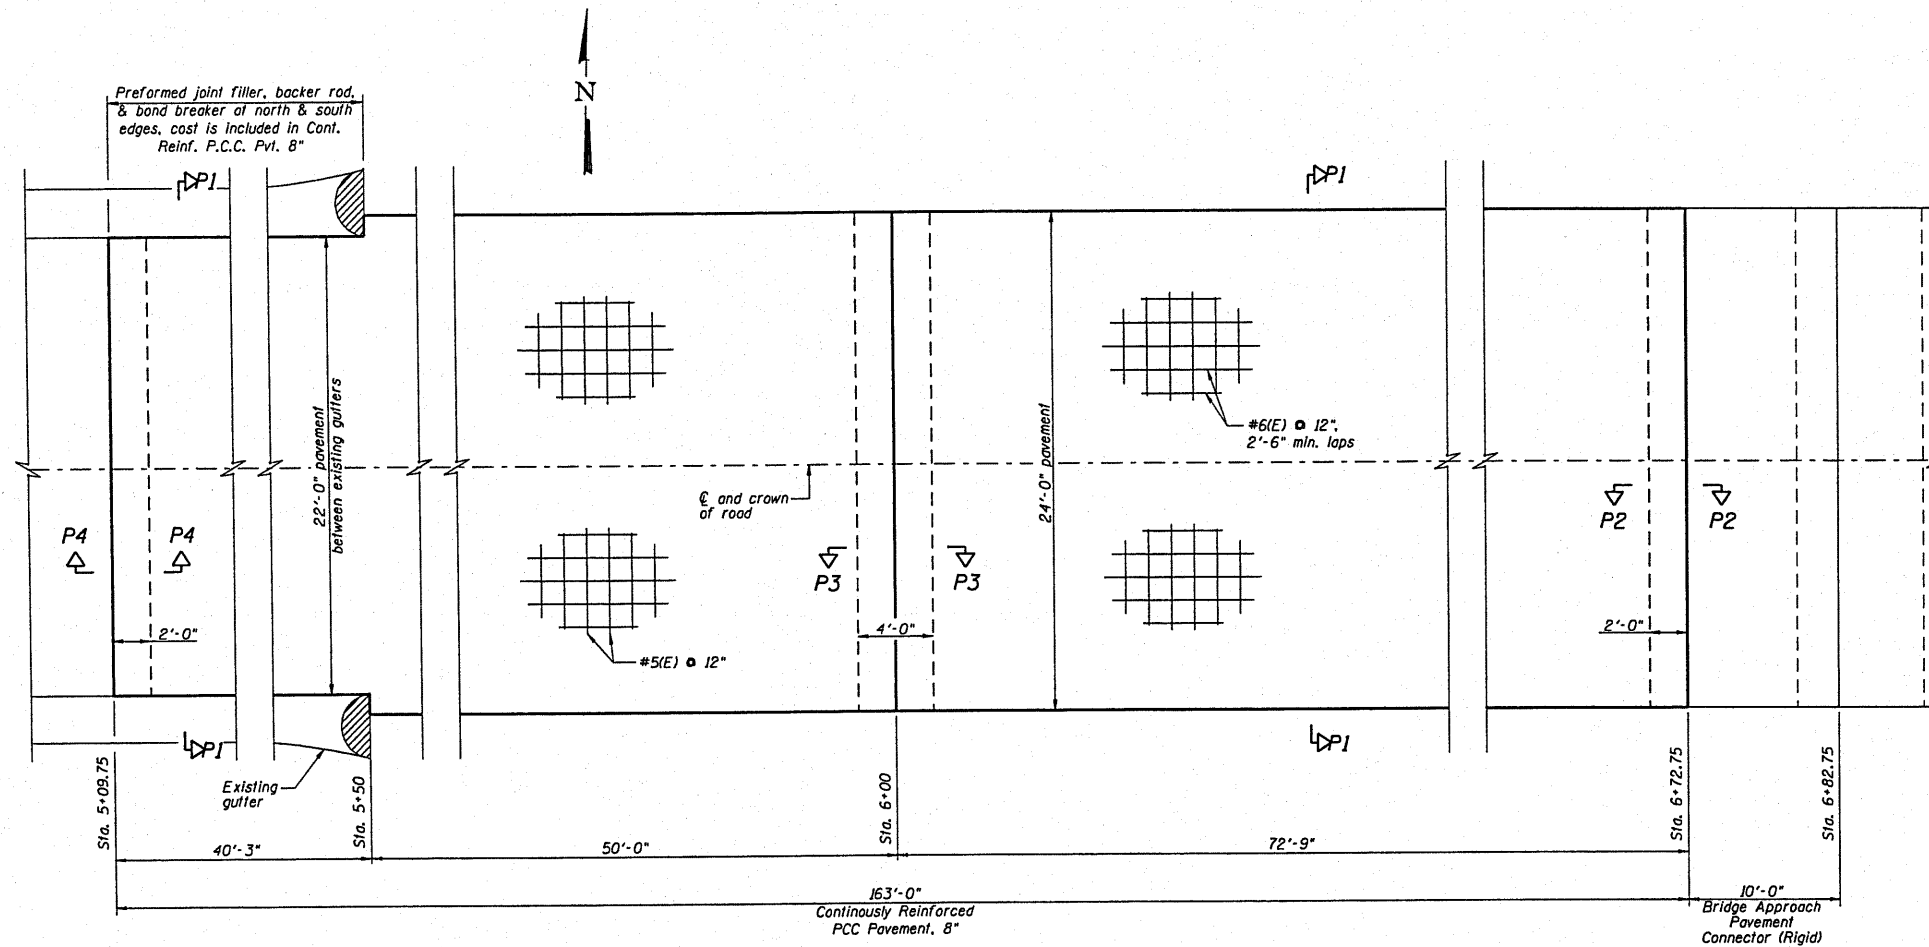 N
Preformed joint filler, backer rod,
& bond breaker at north & south
edges, cost is included in Cont.
Reinf. P.C.C. Pvt. 8"
P1
P1
22'-0" pavement
between existing gutters
24'-0" pavement
#6(E) @ 12",
2'-6" min. laps
℄ and crown
of road
P4
P4
P3
P3
P2
P2
2'-0"
4'-0"
2'-0"
#5(E) @ 12"
P1
P1
Existing
gutter
Sta. 5+09.75
Sta. 5+50
Sta. 6+00
Sta. 6+72.75
Sta. 6+82.75
40'-3"
50'-0"
72'-9"
163'-0"
Continously Reinforced
PCC Pavement, 8"
10'-0"
Bridge Approach
Pavement
Connector (Rigid)